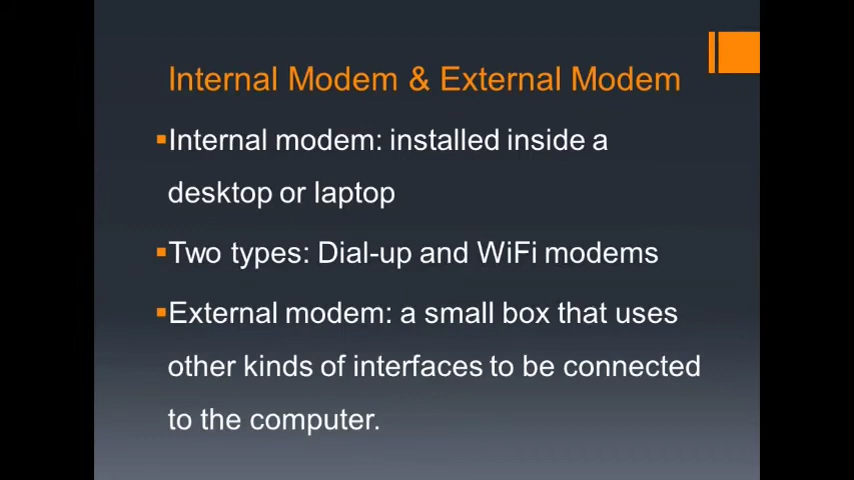 Internal Modem & External Modem
▪Internal modem: installed inside a
desktop or laptop
▪Two types: Dial-up and WiFi modems
▪External modem: a small box that uses
other kinds of interfaces to be connected
to the computer.